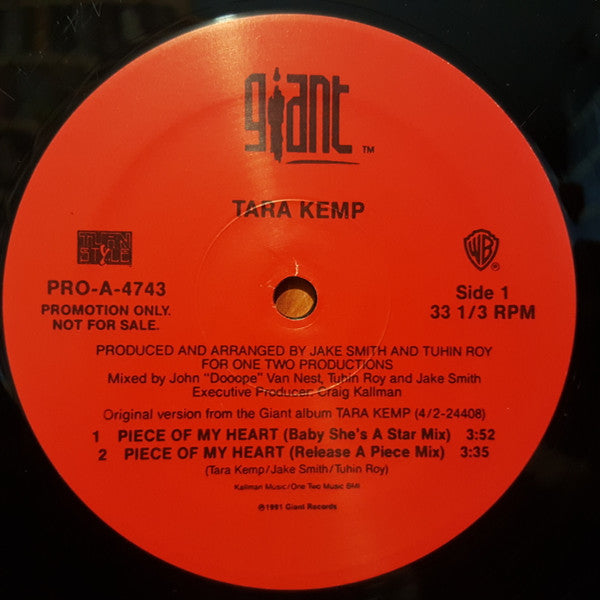 giant ™
TARA KEMP
TURN
STYLE
WB ®
PRO-A-4743
PROMOTION ONLY.
NOT FOR SALE.
Side 1
33 1/3 RPM
PRODUCED AND ARRANGED BY JAKE SMITH AND TUHIN ROY
FOR ONE TWO PRODUCTIONS
Mixed by John "Dooope" Van Nest, Tuhin Roy and Jake Smith
Executive Producer: Craig Kallman
Original version from the Giant album TARA KEMP (4/2-24408)
1 PIECE OF MY HEART (Baby She's A Star Mix) 3:52
2 PIECE OF MY HEART (Release A Piece Mix) 3:35
(Tara Kemp/Jake Smith/Tuhin Roy)
Kallman Music/One Two Music BMI
℗1991 Giant Records